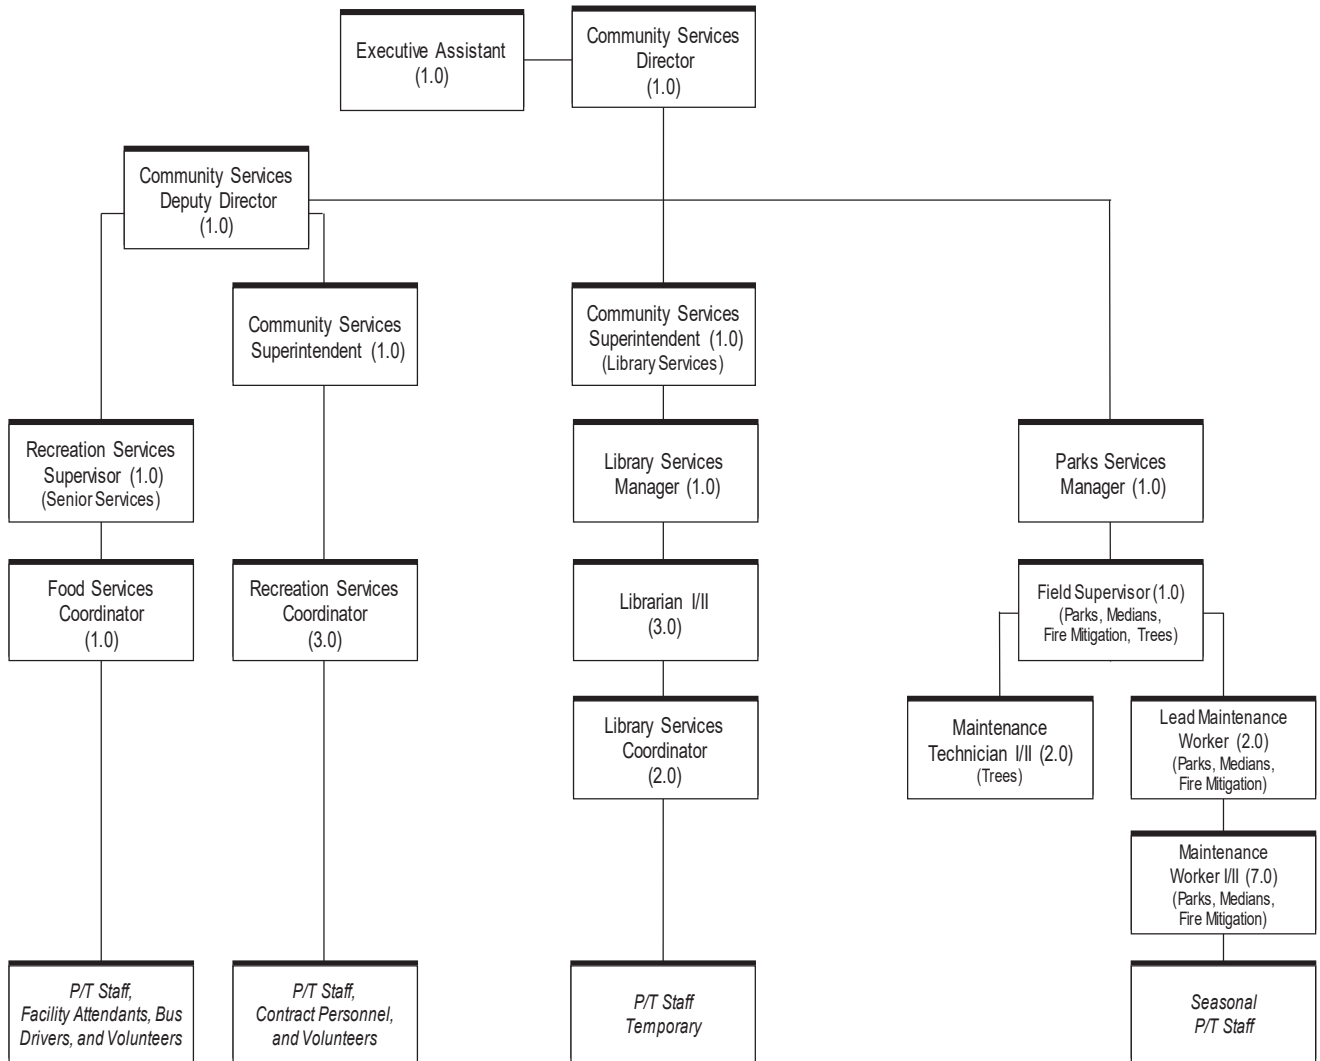 Executive Assistant
(1.0)
Community Services
Director
(1.0)
Community Services
Deputy Director
(1.0)
Community Services
Superintendent (1.0)
Community Services
Superintendent (1.0)
(Library Services)
Recreation Services
Supervisor (1.0)
(Senior Services)
Library Services
Manager (1.0)
Parks Services
Manager (1.0)
Food Services
Coordinator
(1.0)
Recreation Services
Coordinator
(3.0)
Librarian I/II
(3.0)
Field Supervisor (1.0)
(Parks, Medians,
Fire Mitigation, Trees)
Library Services
Coordinator
(2.0)
Maintenance
Technician I/II (2.0)
(Trees)
Lead Maintenance
Worker (2.0)
(Parks, Medians,
Fire Mitigation)
Maintenance
Worker I/II (7.0)
(Parks, Medians,
Fire Mitigation)
P/T Staff,
Facility Attendants, Bus
Drivers, and Volunteers
P/T Staff,
Contract Personnel,
and Volunteers
P/T Staff
Temporary
Seasonal
P/T Staff